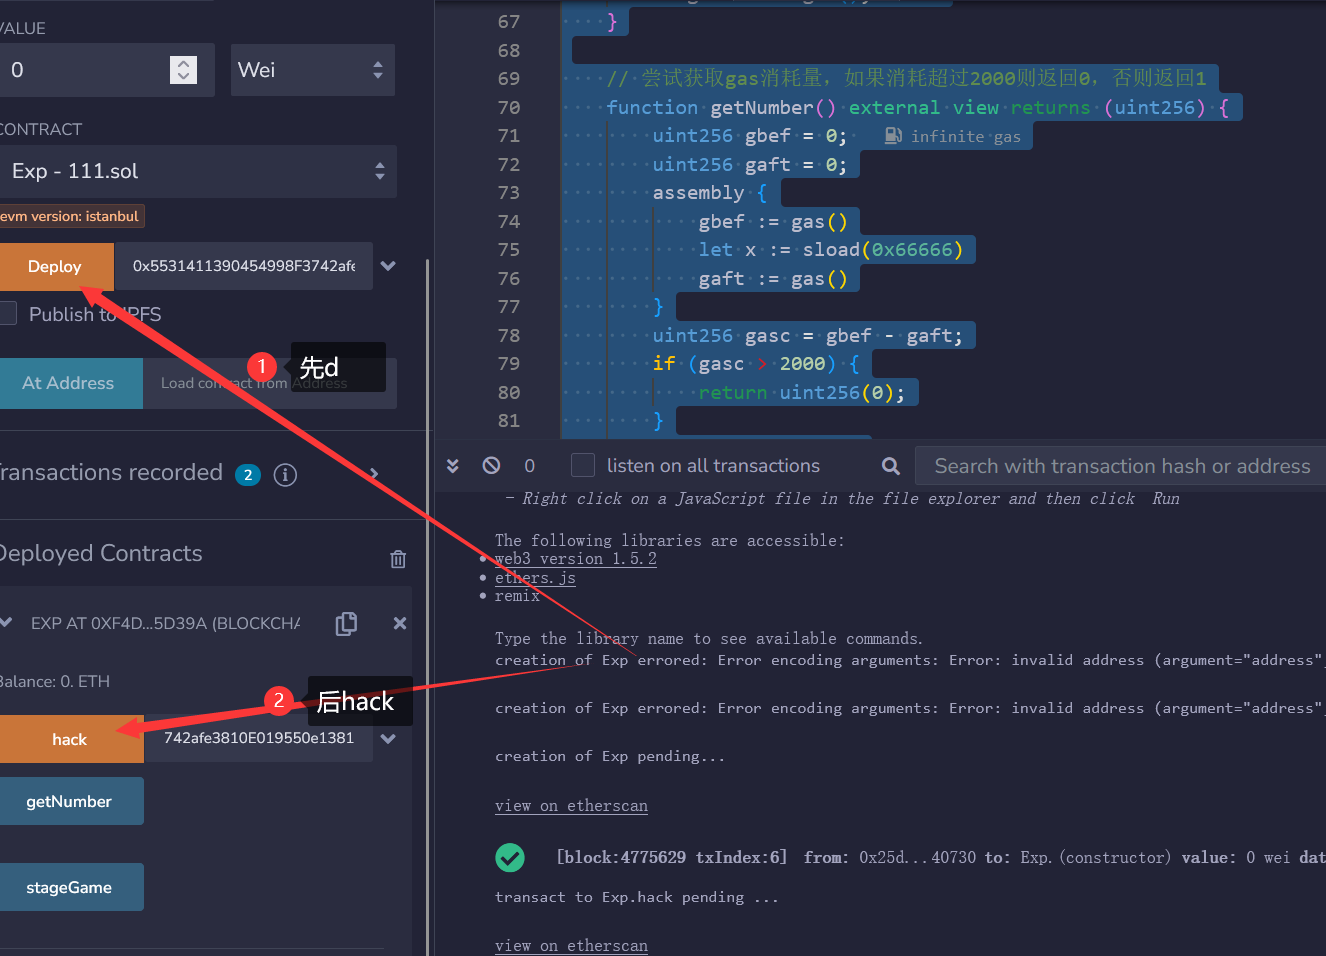 VALUE
0
Wei
CONTRACT
Exp - 111.sol
evm version: istanbul
Deploy
0x5531411390454998F3742afe
Publish to IPFS
1
先d
At Address
Load contract from Address
Transactions recorded
2
i
Deployed Contracts
EXP AT 0XF4D...5D39A (BLOCKCHA
Balance: 0. ETH
2
后hack
hack
742afe3810E019550e1381
getNumber
stageGame
67 }
68
69 // 尝试获取gas消耗量，如果消耗超过2000则返回0，否则返回1
70 function getNumber() external view returns (uint256) {
71 uint256 gbef = 0; infinite gas
72 uint256 gaft = 0;
73 assembly {
74 gbef := gas()
75 let x := sload(0x66666)
76 gaft := gas()
77 }
78 uint256 gasc = gbef - gaft;
79 if (gasc > 2000) {
80 return uint256(0);
81 }
0
listen on all transactions
Search with transaction hash or address
- Right click on a JavaScript file in the file explorer and then click Run
The following libraries are accessible:
• web3 version 1.5.2
• ethers.js
• remix
Type the library name to see available commands.
creation of Exp errored: Error encoding arguments: Error: invalid address (argument="address",
creation of Exp errored: Error encoding arguments: Error: invalid address (argument="address",
creation of Exp pending...
view on etherscan
[block:4775629 txIndex:6] from: 0x25d...40730 to: Exp.(constructor) value: 0 wei dat
transact to Exp.hack pending ...
view on etherscan